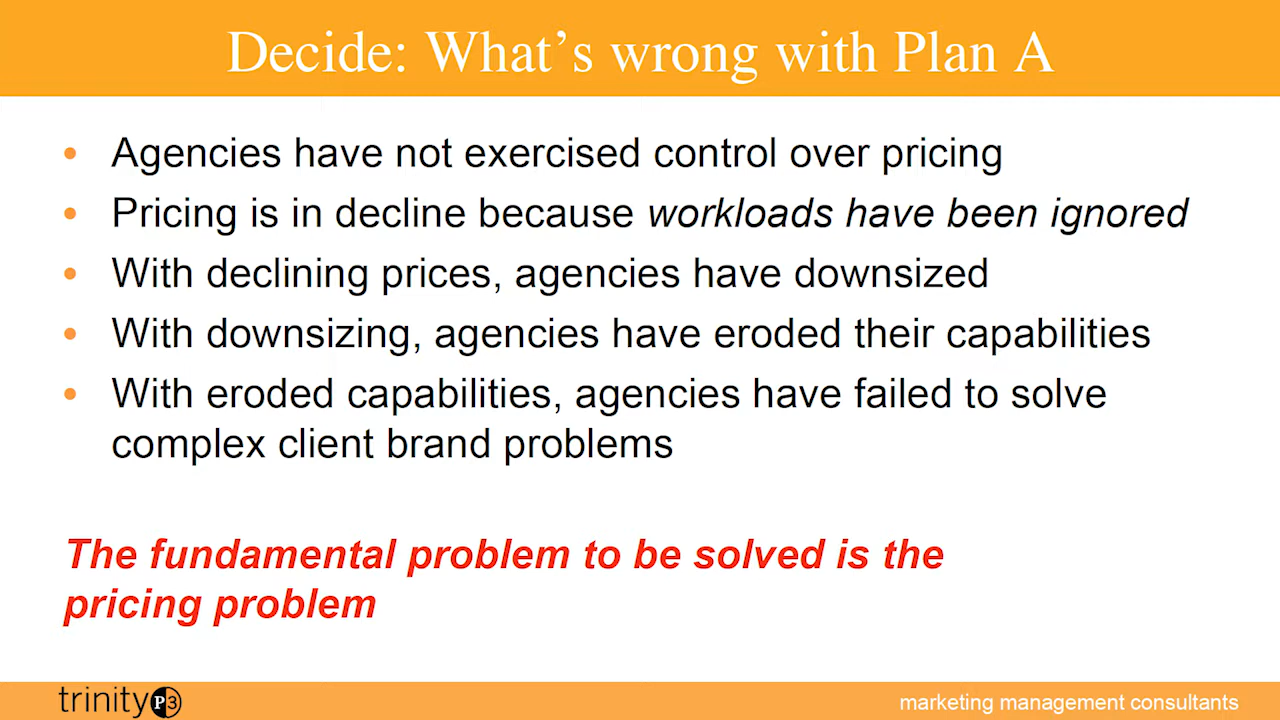 Decide: What's wrong with Plan A
• Agencies have not exercised control over pricing
• Pricing is in decline because workloads have been ignored
• With declining prices, agencies have downsized
• With downsizing, agencies have eroded their capabilities
• With eroded capabilities, agencies have failed to solve
complex client brand problems
The fundamental problem to be solved is the
pricing problem
trinity P3
marketing management consultants